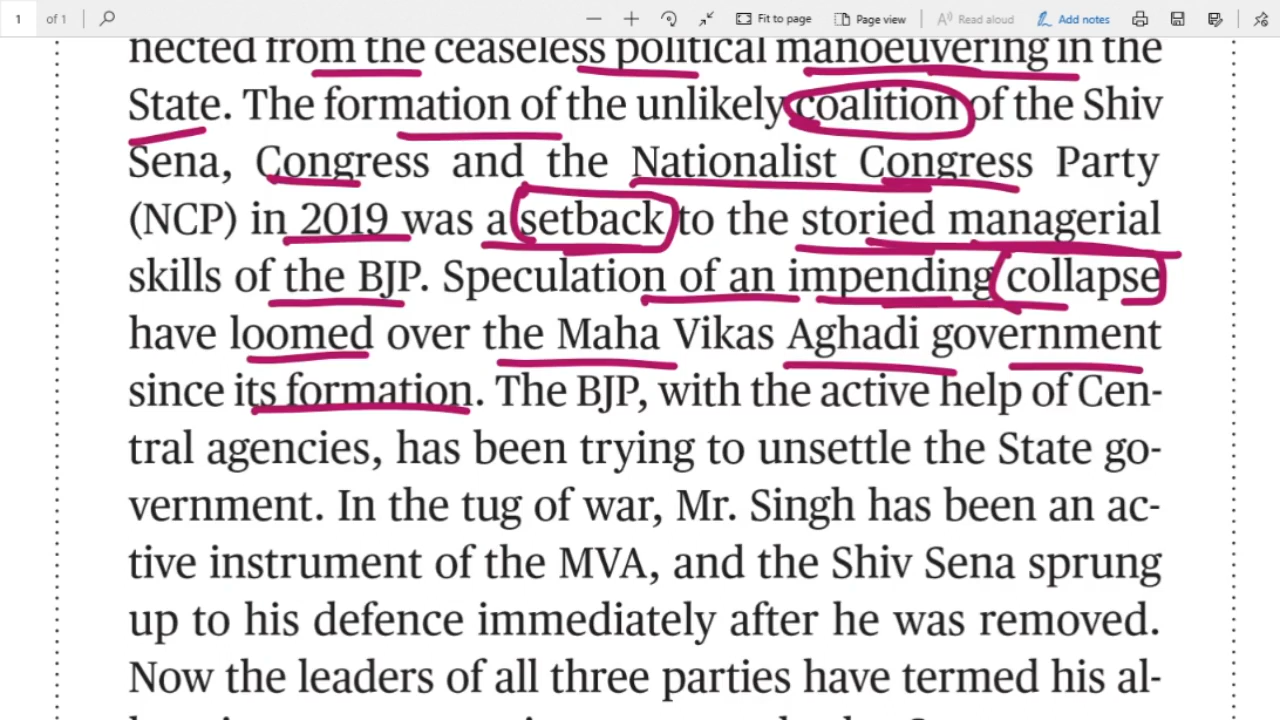 1 of 1 Fit to page Page view Read aloud Add notes
nected from the ceaseless political manoeuvering in the
State. The formation of the unlikely coalition of the Shiv
Sena, Congress and the Nationalist Congress Party
(NCP) in 2019 was a setback to the storied managerial
skills of the BJP. Speculation of an impending collapse
have loomed over the Maha Vikas Aghadi government
since its formation. The BJP, with the active help of Cen-
tral agencies, has been trying to unsettle the State go-
vernment. In the tug of war, Mr. Singh has been an ac-
tive instrument of the MVA, and the Shiv Sena sprung
up to his defence immediately after he was removed.
Now the leaders of all three parties have termed his al-